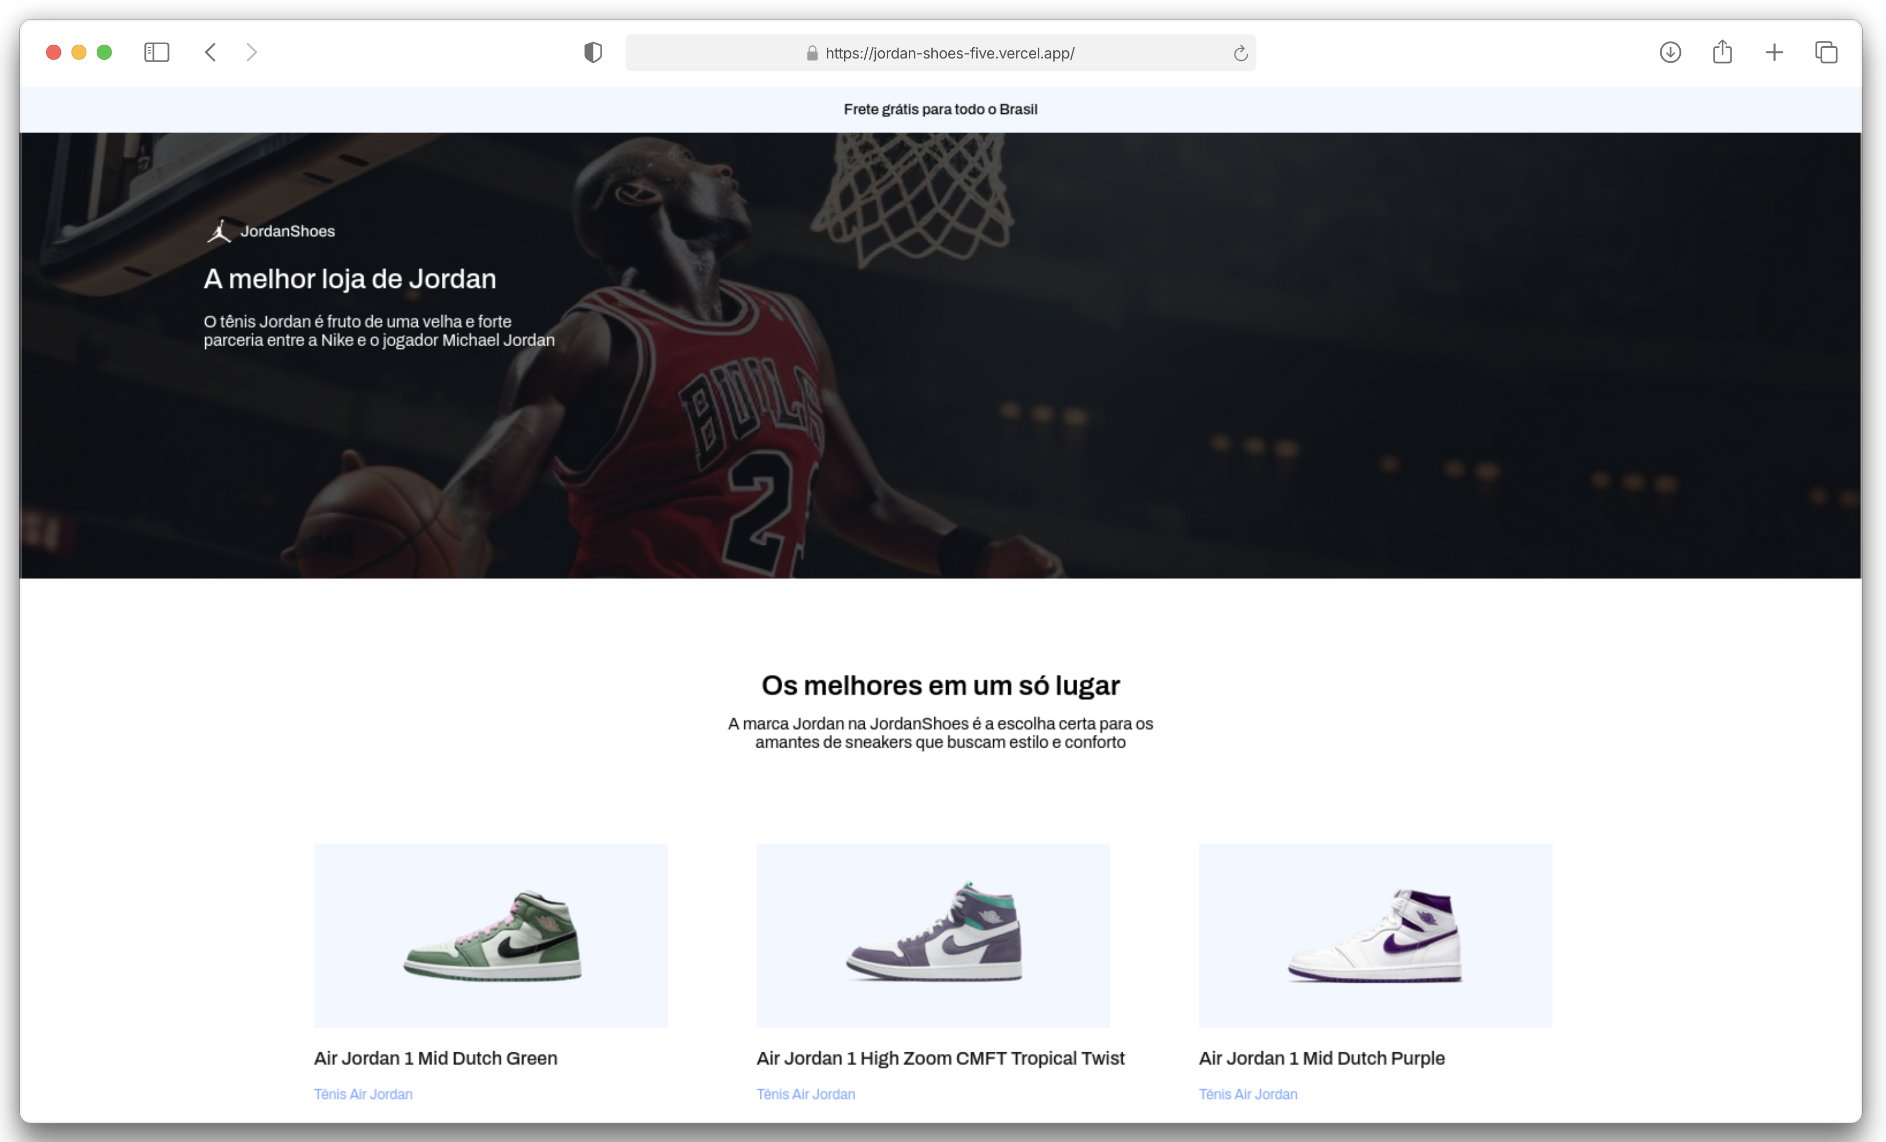 https://jordan-shoes-five.vercel.app/
Frete grátis para todo o Brasil
JordanShoes
A melhor loja de Jordan
O tênis Jordan é fruto de uma velha e forte
parceria entre a Nike e o jogador Michael Jordan
BULLS
2
Os melhores em um só lugar
A marca Jordan na JordanShoes é a escolha certa para os
amantes de sneakers que buscam estilo e conforto
Air Jordan 1 Mid Dutch Green
Tênis Air Jordan
Air Jordan 1 High Zoom CMFT Tropical Twist
Tênis Air Jordan
Air Jordan 1 Mid Dutch Purple
Tênis Air Jordan